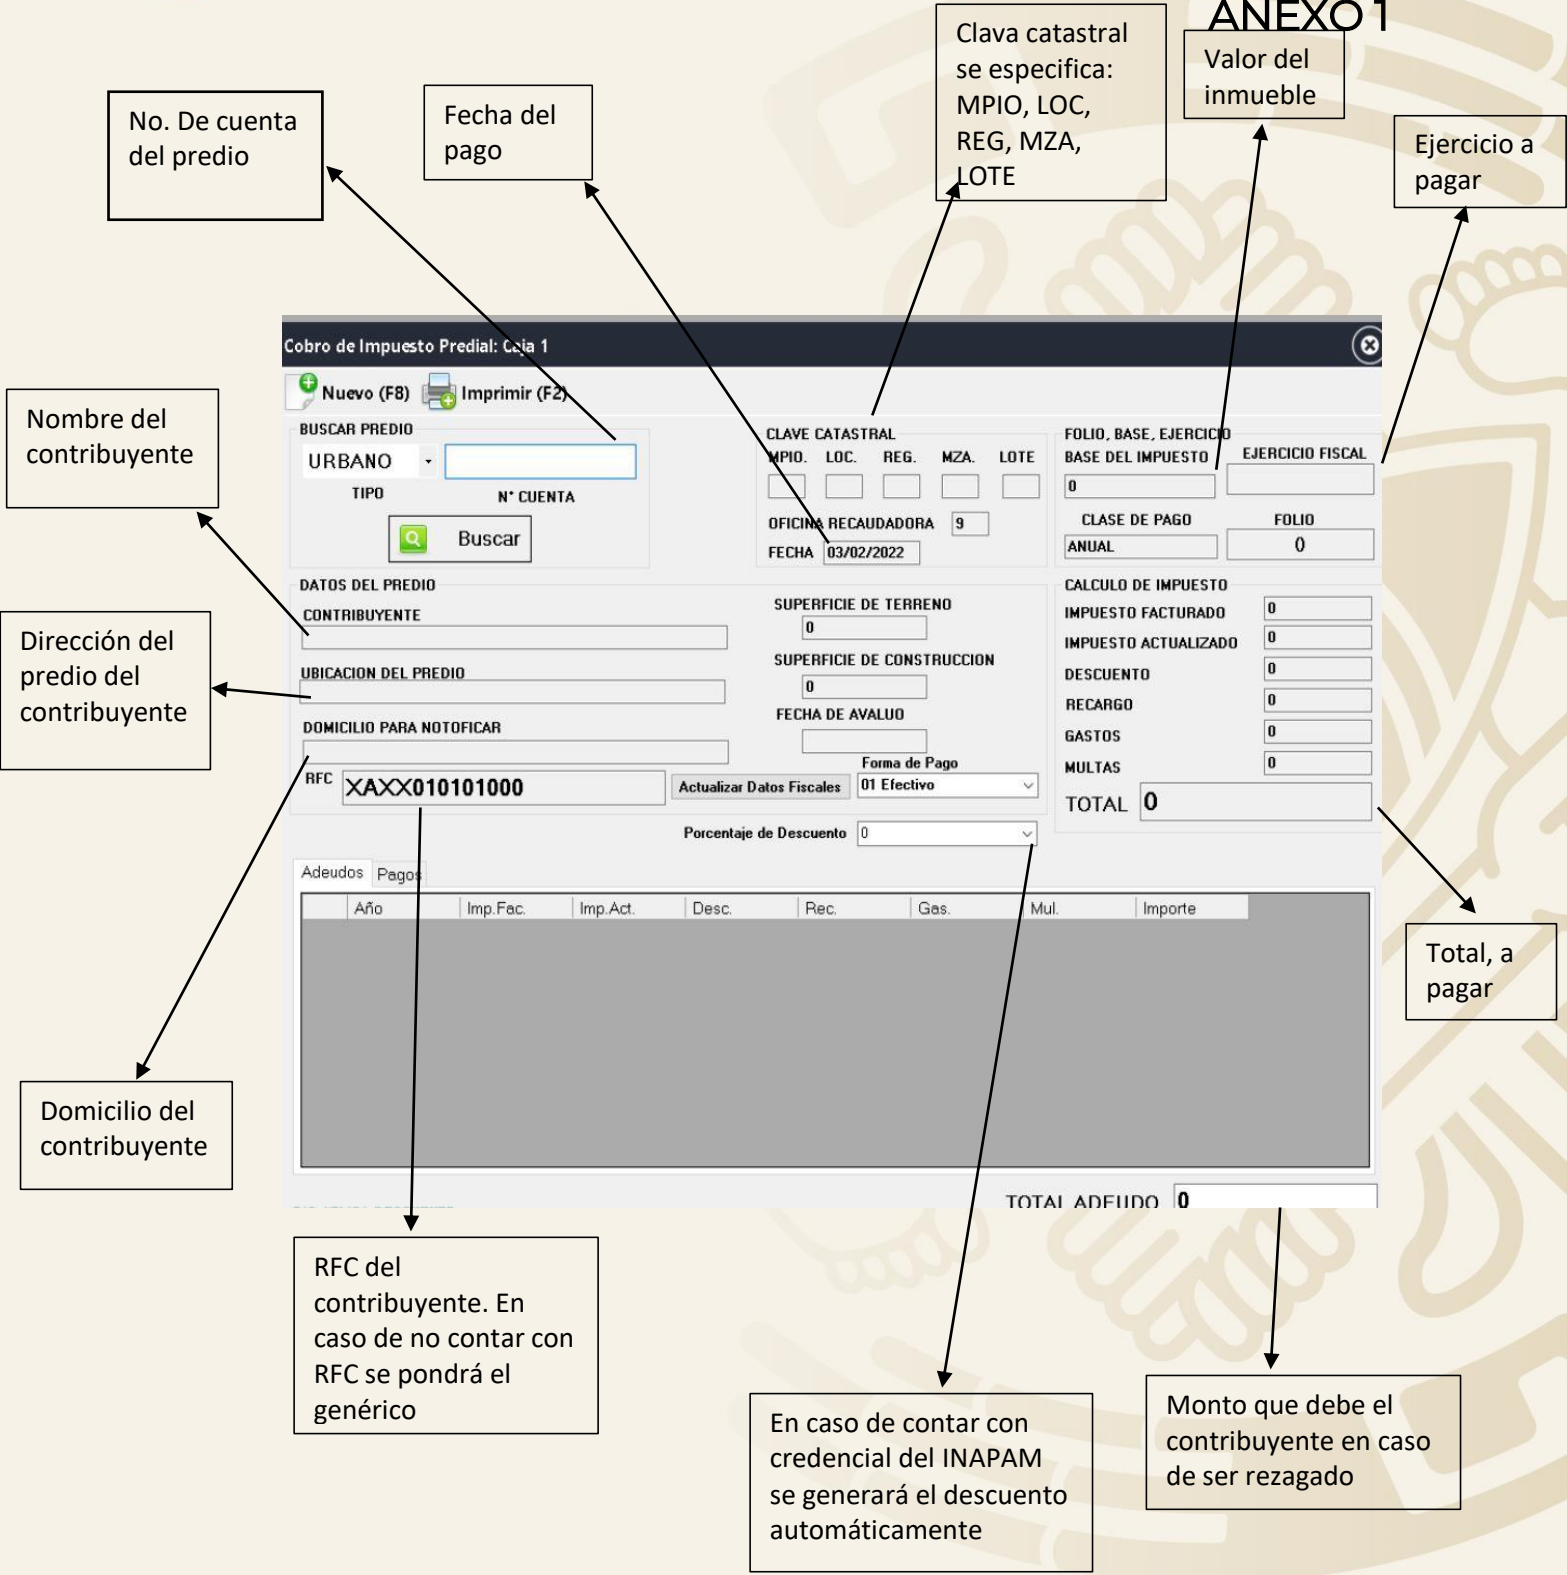 ANEXO 1
Clava catastral
se especifica:
MPIO, LOC,
REG, MZA,
LOTE
Valor del
inmueble
No. De cuenta
del predio
Fecha del
pago
Ejercicio a
pagar
Nombre del
contribuyente
Dirección del
predio del
contribuyente
Domicilio del
contribuyente
Cobro de Impuesto Predial: Caja 1
Nuevo (F8) Imprimir (F2)
BUSCAR PREDIO
URBANO
TIPO N° CUENTA
Buscar
CLAVE CATASTRAL
MPIO. LOC. REG. MZA. LOTE
OFICINA RECAUDADORA 9
FECHA 03/02/2022
FOLIO, BASE, EJERCICIO
BASE DEL IMPUESTO EJERCICIO FISCAL
0
CLASE DE PAGO FOLIO
ANUAL 0
DATOS DEL PREDIO
CONTRIBUYENTE
UBICACION DEL PREDIO
DOMICILIO PARA NOTOFICAR
RFC XAXX010101000
SUPERFICIE DE TERRENO
0
SUPERFICIE DE CONSTRUCCION
0
FECHA DE AVALUO
Forma de Pago
Actualizar Datos Fiscales 01 Efectivo
Porcentaje de Descuento 0
CALCULO DE IMPUESTO
IMPUESTO FACTURADO 0
IMPUESTO ACTUALIZADO 0
DESCUENTO 0
RECARGO 0
GASTOS 0
MULTAS 0
TOTAL 0
Adeudos Pagos
Año Imp.Fac. Imp.Act. Desc. Rec. Gas. Mul. Importe
TOTAL ADEUDO 0
Total, a
pagar
RFC del
contribuyente. En
caso de no contar con
RFC se pondrá el
genérico
En caso de contar con
credencial del INAPAM
se generará el descuento
automáticamente
Monto que debe el
contribuyente en caso
de ser rezagado